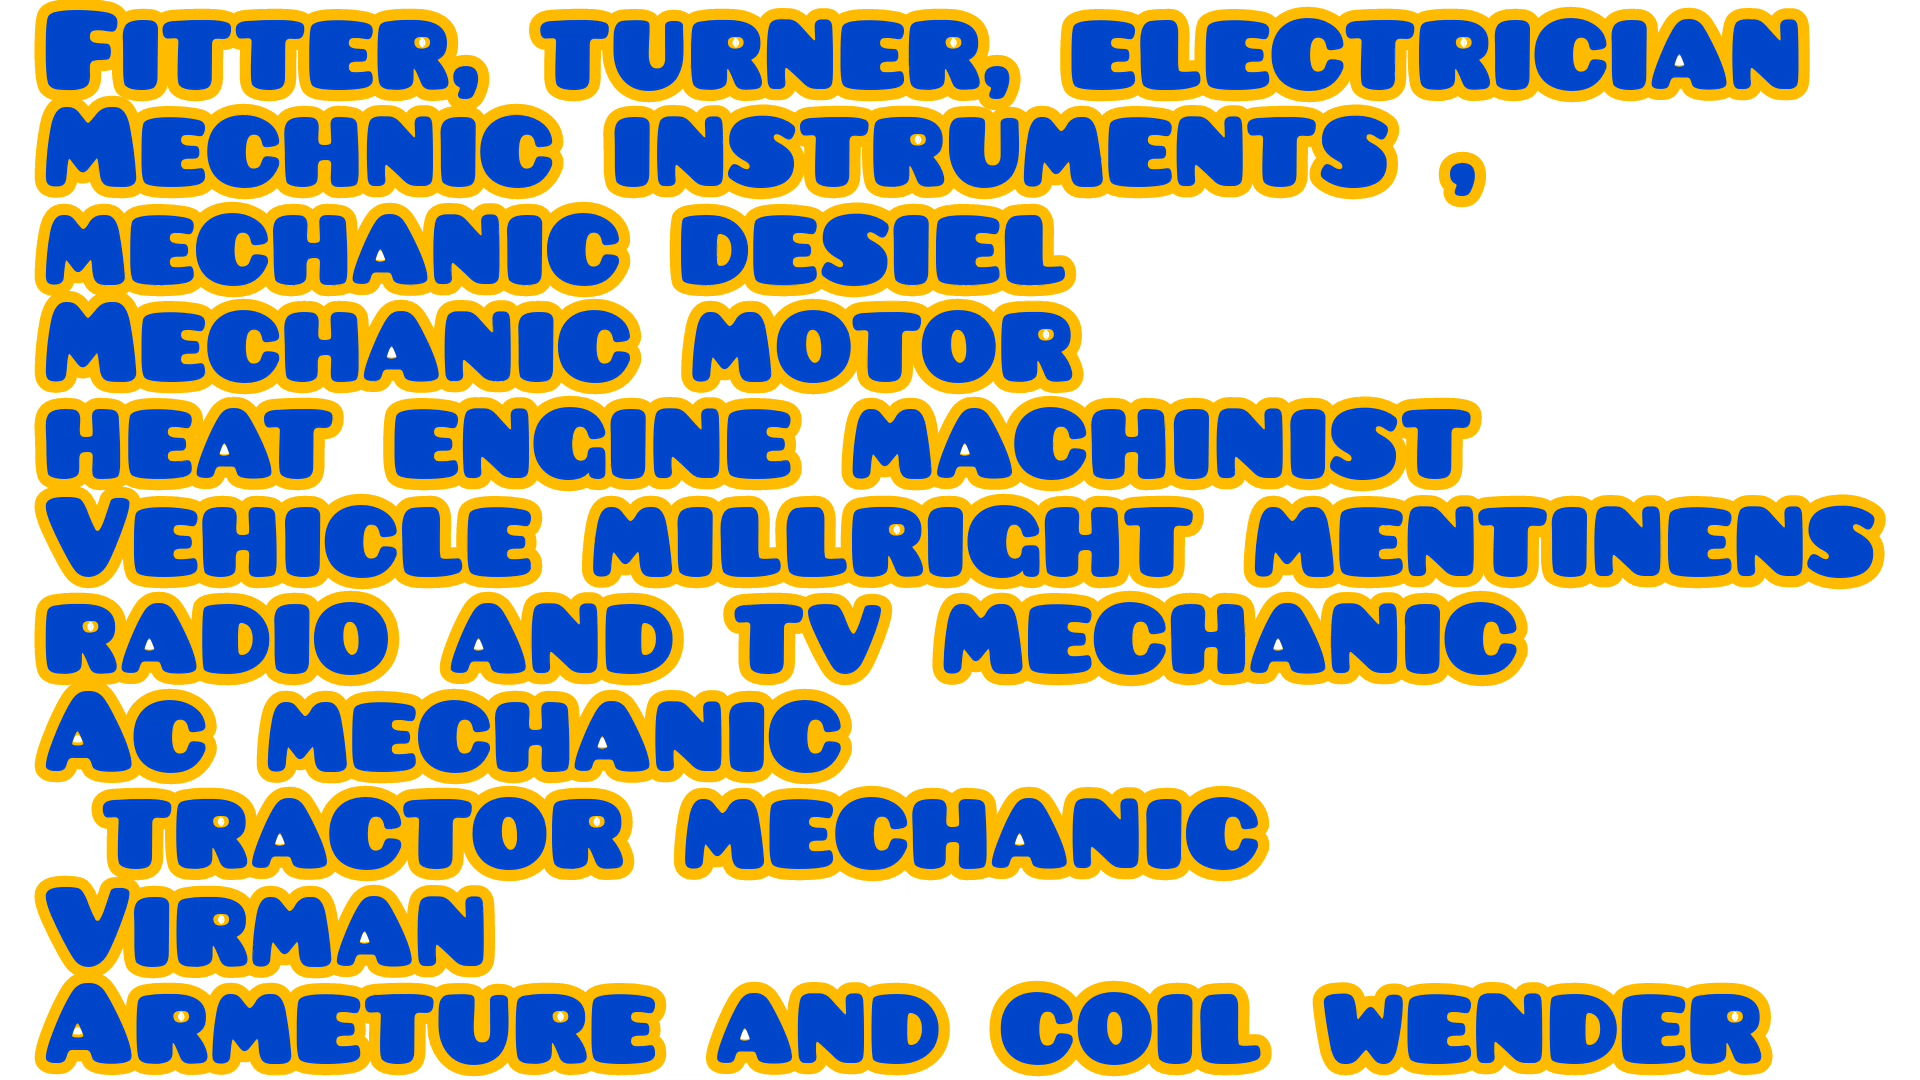 Fitter, turner, electrician
Mechnic instruments ,
mechanic desiel
Mechanic motor
heat engine machinist
Vehicle millright mentinens
radio and tv mechanic
Ac mechanic
tractor mechanic
Virman
Armeture and coil wender